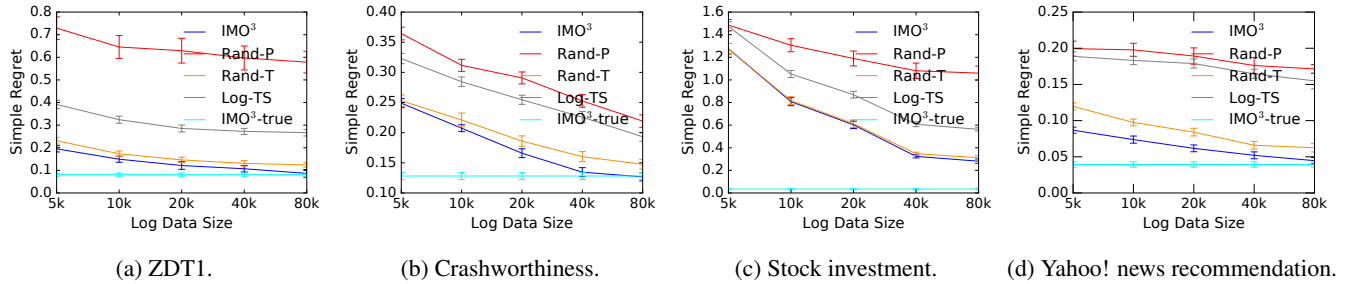 Simple Regret
0.8
0.7
0.6
0.5
0.4
0.3
0.2
0.1
0.0
5k 10k 20k 40k 80k
Log Data Size
IMO³
Rand-P
Rand-T
Log-TS
IMO³-true
(a) ZDT1.
Simple Regret
0.40
0.35
0.30
0.25
0.20
0.15
0.10
5k 10k 20k 40k 80k
Log Data Size
IMO³
Rand-P
Rand-T
Log-TS
IMO³-true
(b) Crashworthiness.
Simple Regret
1.6
1.4
1.2
1.0
0.8
0.6
0.4
0.2
0.0
5k 10k 20k 40k 80k
Log Data Size
IMO³
Rand-P
Rand-T
Log-TS
IMO³-true
(c) Stock investment.
Simple Regret
0.25
0.20
0.15
0.10
0.05
0.00
5k 10k 20k 40k 80k
Log Data Size
IMO³
Rand-P
Rand-T
Log-TS
IMO³-true
(d) Yahoo! news recommendation.